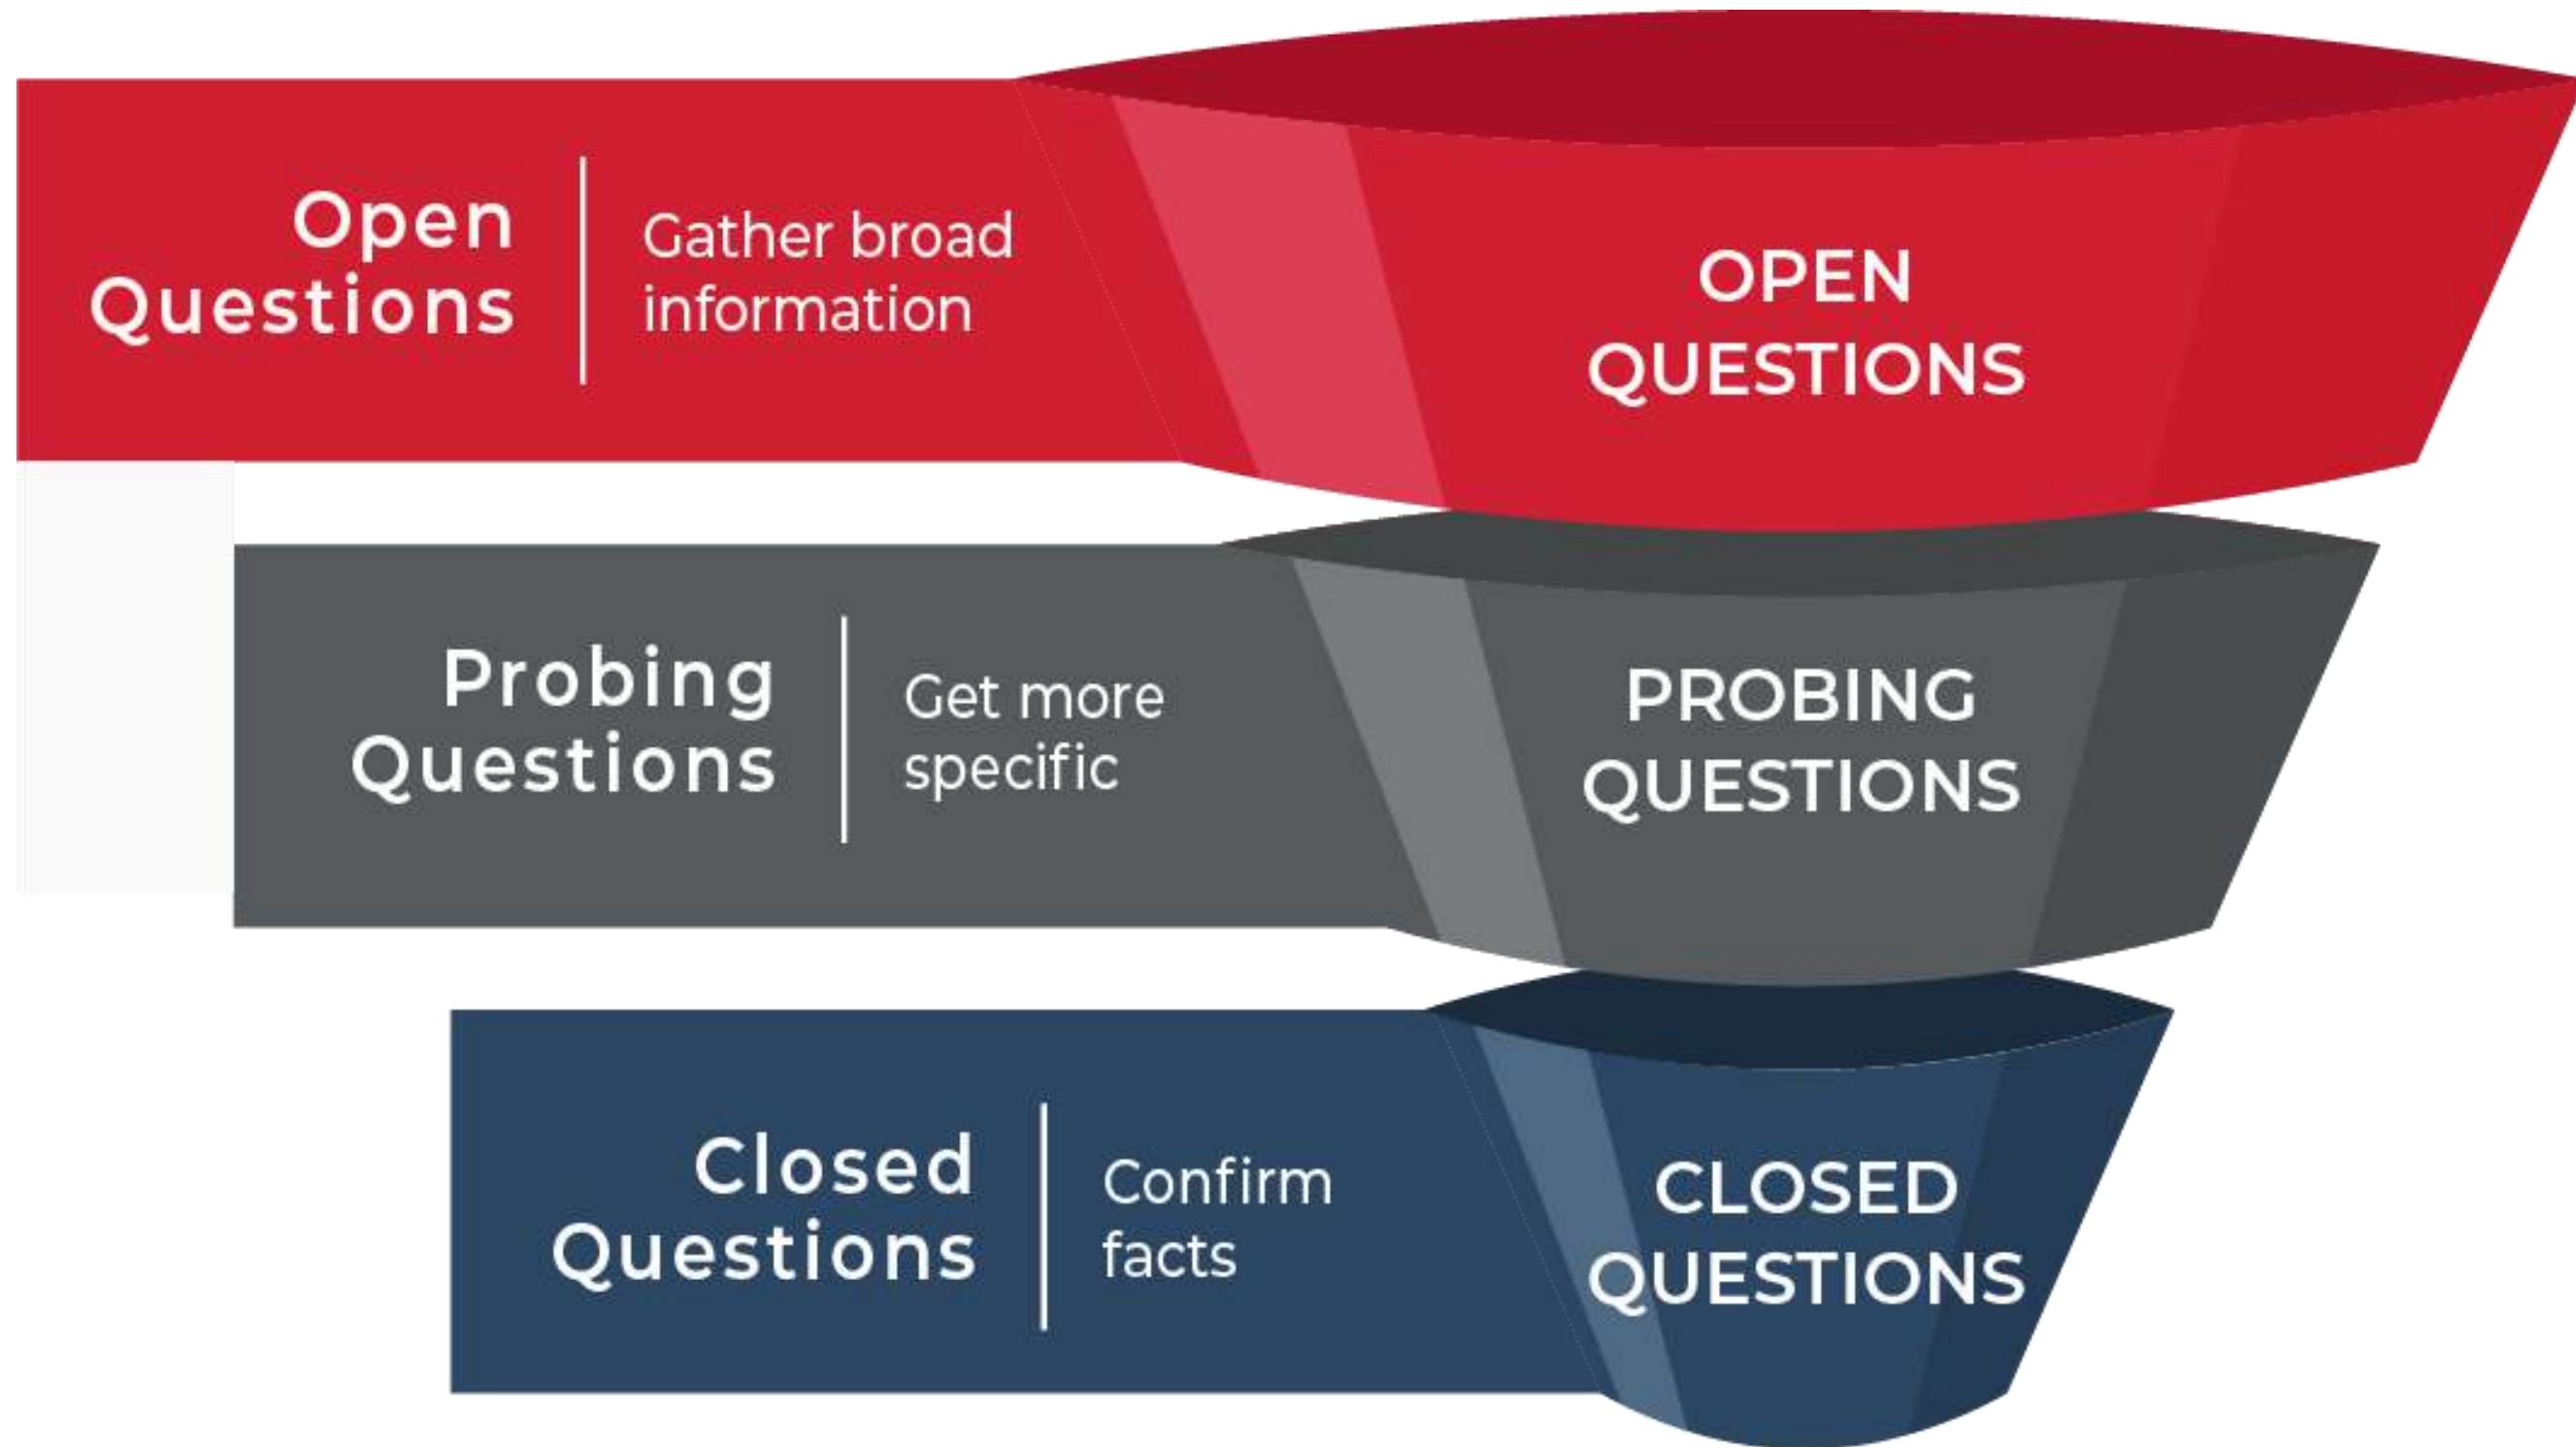 Open
Questions
Gather broad
information
OPEN
QUESTIONS
Probing
Questions
Get more
specific
PROBING
QUESTIONS
Closed
Questions
Confirm
facts
CLOSED
QUESTIONS